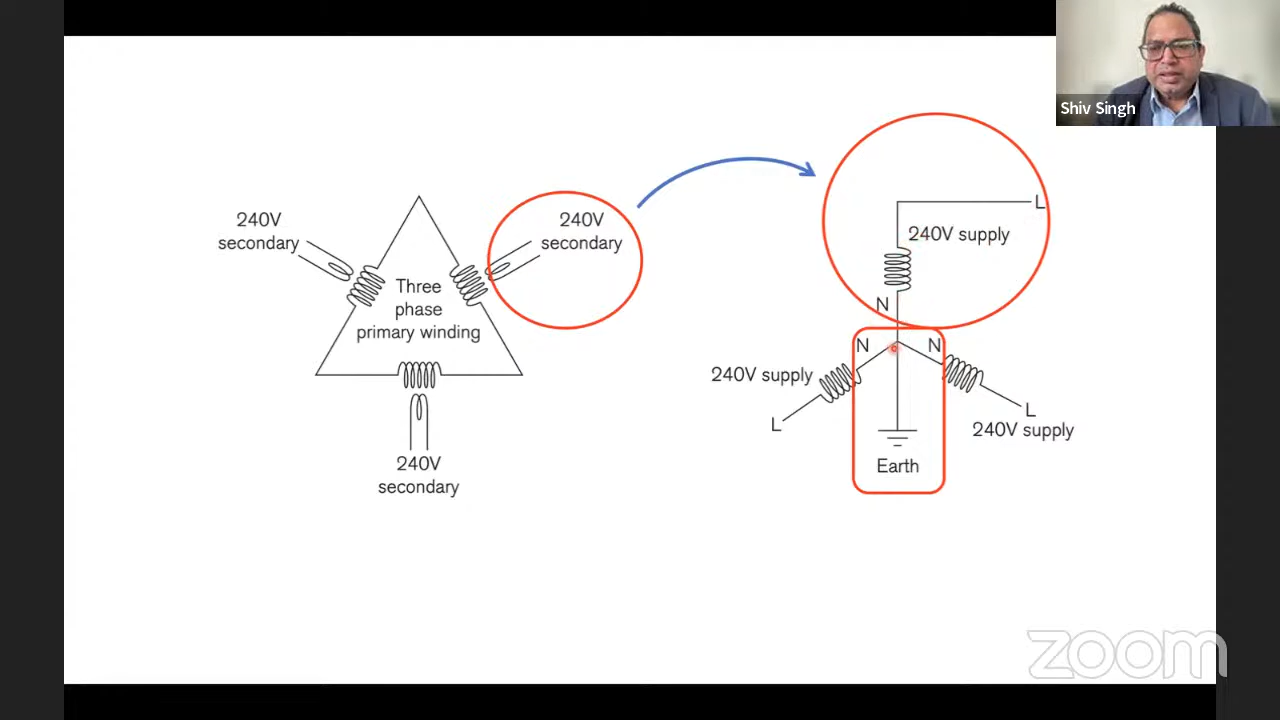 Shiv Singh
240V
secondary
240V
secondary
Three
phase
primary winding
240V
secondary
L
240V supply
N
N
N
240V supply
L
L
240V supply
Earth
zoom